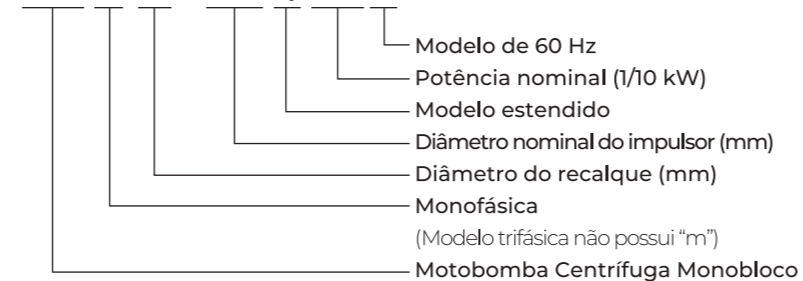 Modelo de 60 Hz
Potência nominal (1/10 kW)
Modelo estendido
Diâmetro nominal do impulsor (mm)
Diâmetro do recalque (mm)
Monofásica
(Modelo trifásica não possui “m”)
Motobomba Centrífuga Monobloco